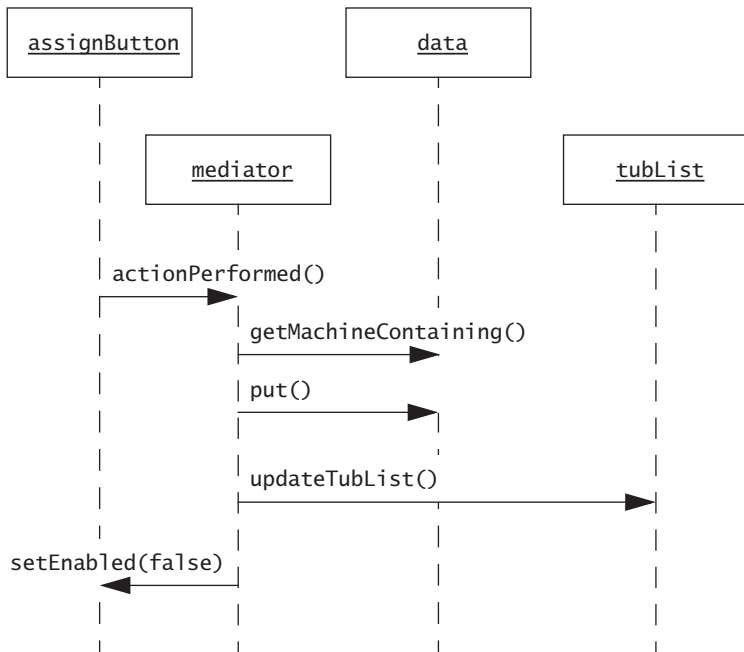 assignButton
data
mediator
tubList
actionPerformed()
getMachineContaining()
put()
updateTubList()
setEnabled(false)